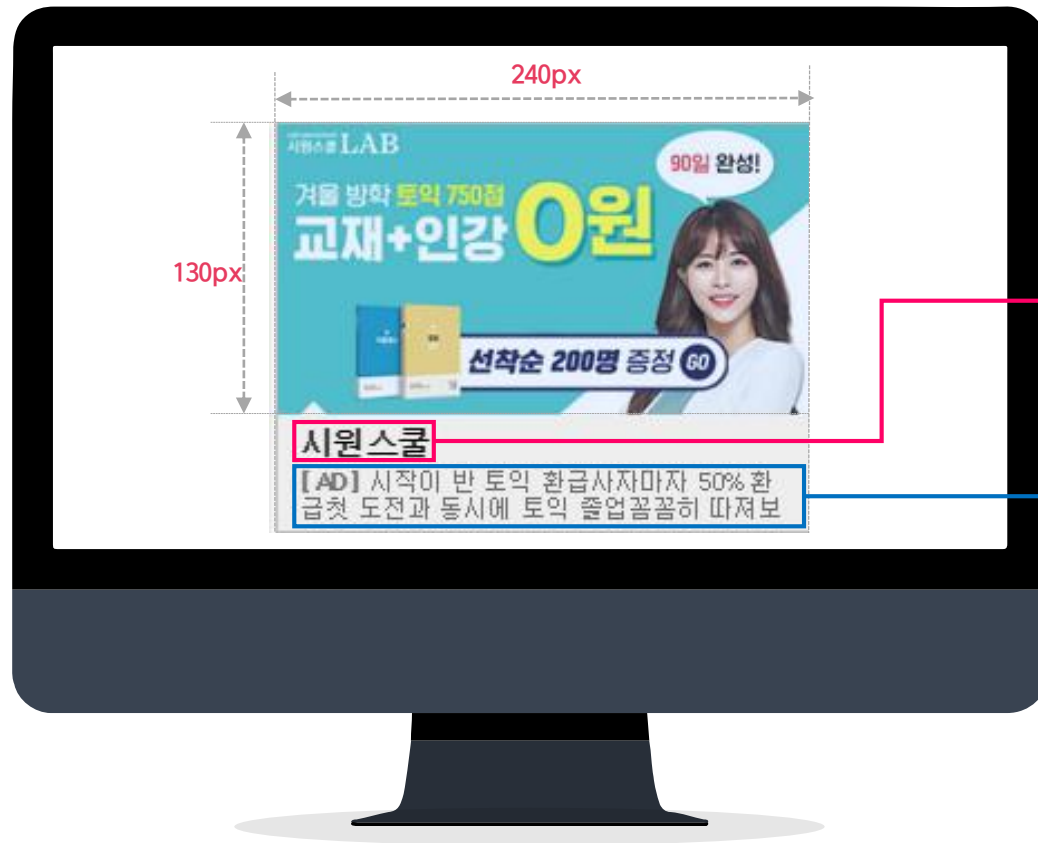 240px
130px
시원스쿨 LAB
90일 완성!
겨울 방학 토익 750점
교재+인강 0원
선착순 200명 증정 GO
시원스쿨
[AD] 시작이 반 토익 환급사자마자 50% 환
급첫 도전과 동시에 토익 졸업꼼꼼히 따져보